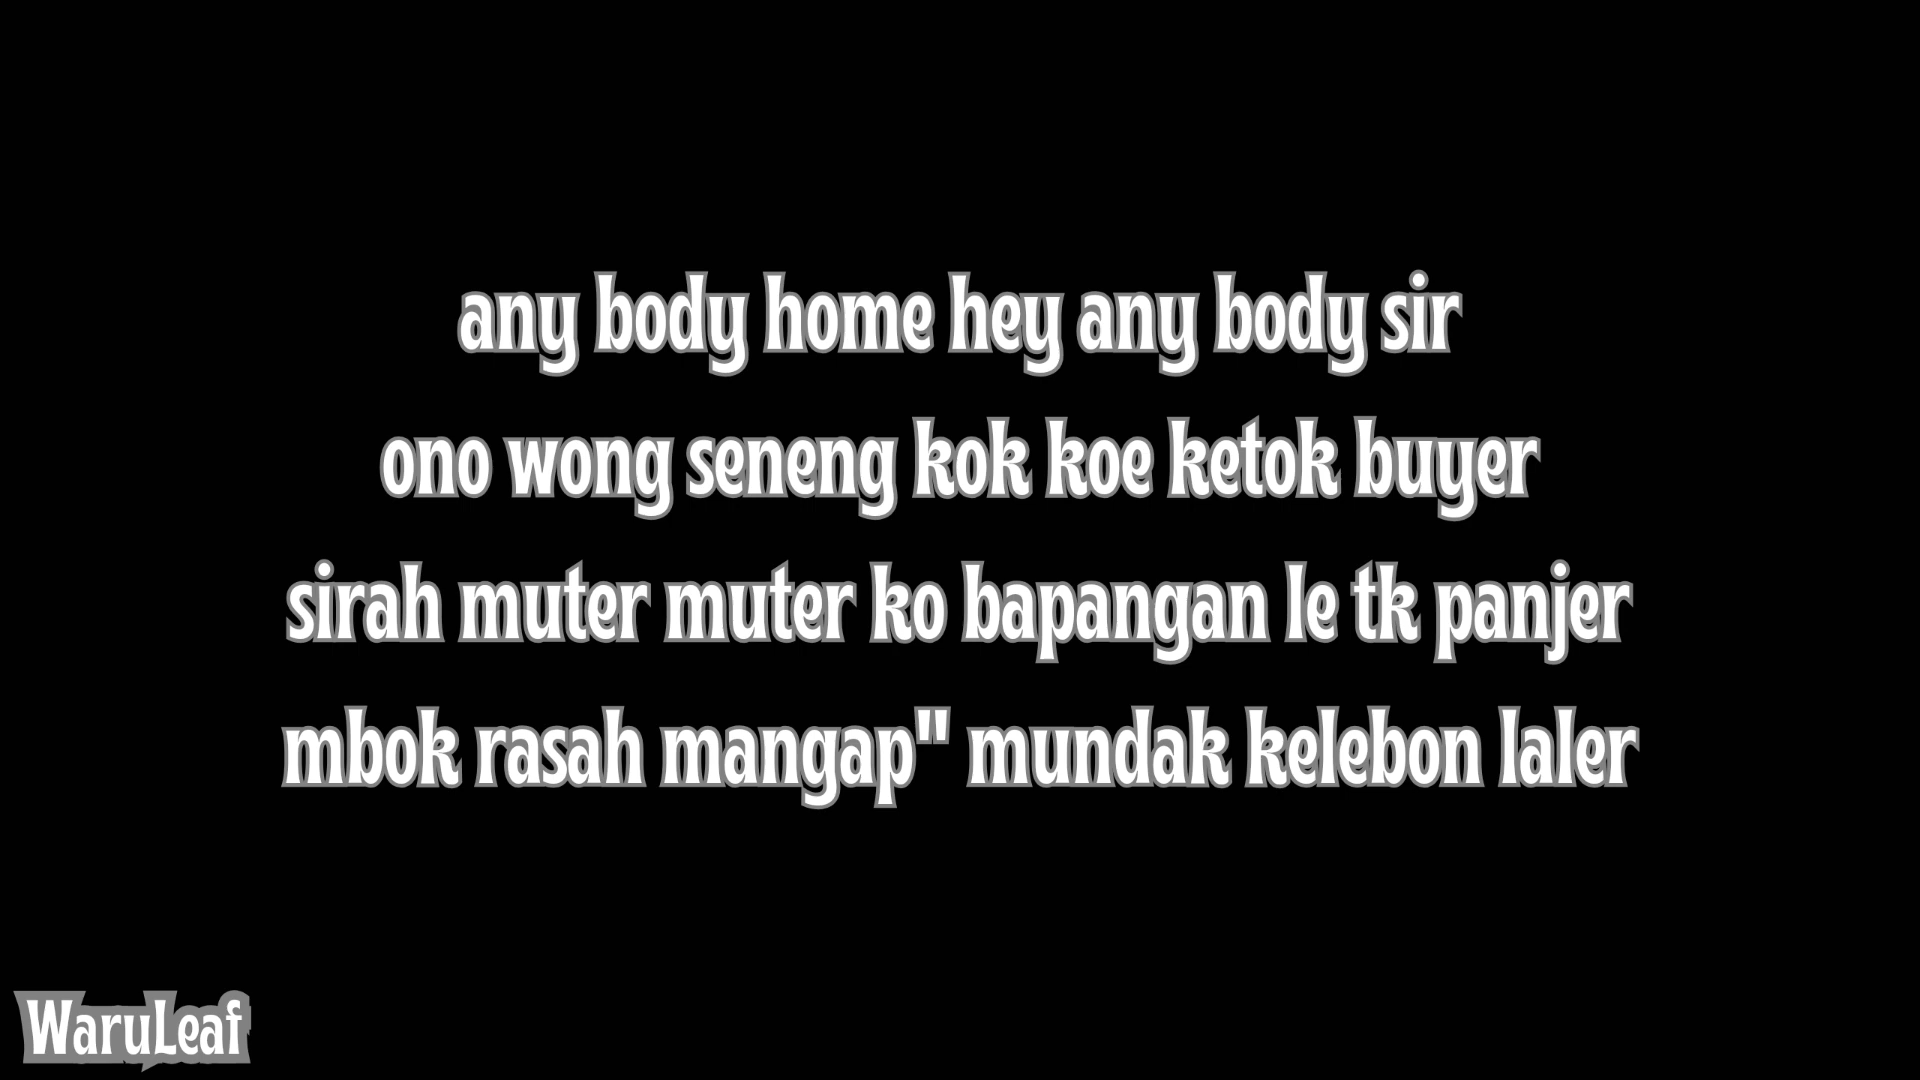 any body home hey any body sir
ono wong seneng kok koe ketok buyer
sirah muter muter ko bapangan le tk panjer
mbok rasah mangap" mundak kelebon laler
WaruLeaf